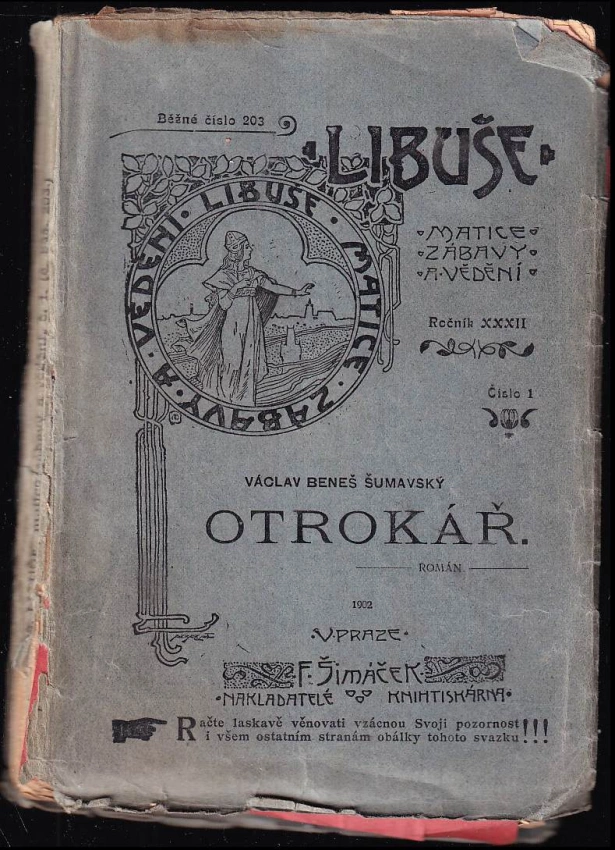 Běžné číslo 203
LIBUŠE
MATICE
ZÁBAVY
A·VĚDĚNÍ
Ročník XXXII
Číslo 1
LIBUŠE · MATICE · ZÁBAVY · A · VĚDĚNÍ ·
VÁCLAV BENEŠ ŠUMAVSKÝ
OTROKÁŘ.
ROMÁN
1902
·V·PRAZE·
F. ŠIMÁČEK
·NAKLADATELÉ KNIHTISKÁRNA·
Račte laskavě věnovati vzácnou Svoji pozornost
i všem ostatním stranám obálky tohoto svazku!!!